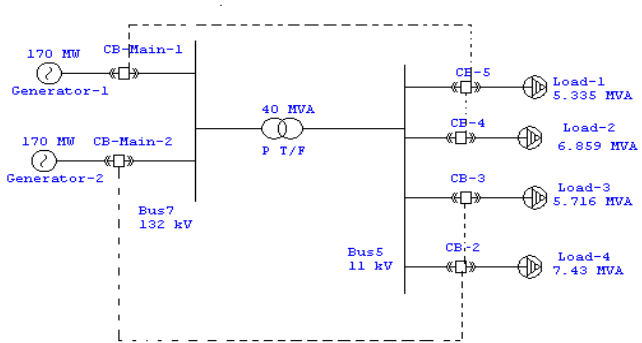 170 MW
CB-Main-1
Generator-1
170 MW
CB-Main-2
Generator-2
Bus7
132 kV
40 MVA
P T/F
Bus5
11 kV
CB-5
Load-1
5.335 MVA
CB-4
Load-2
6.859 MVA
CB-3
Load-3
5.716 MVA
CB-2
Load-4
7.43 MVA